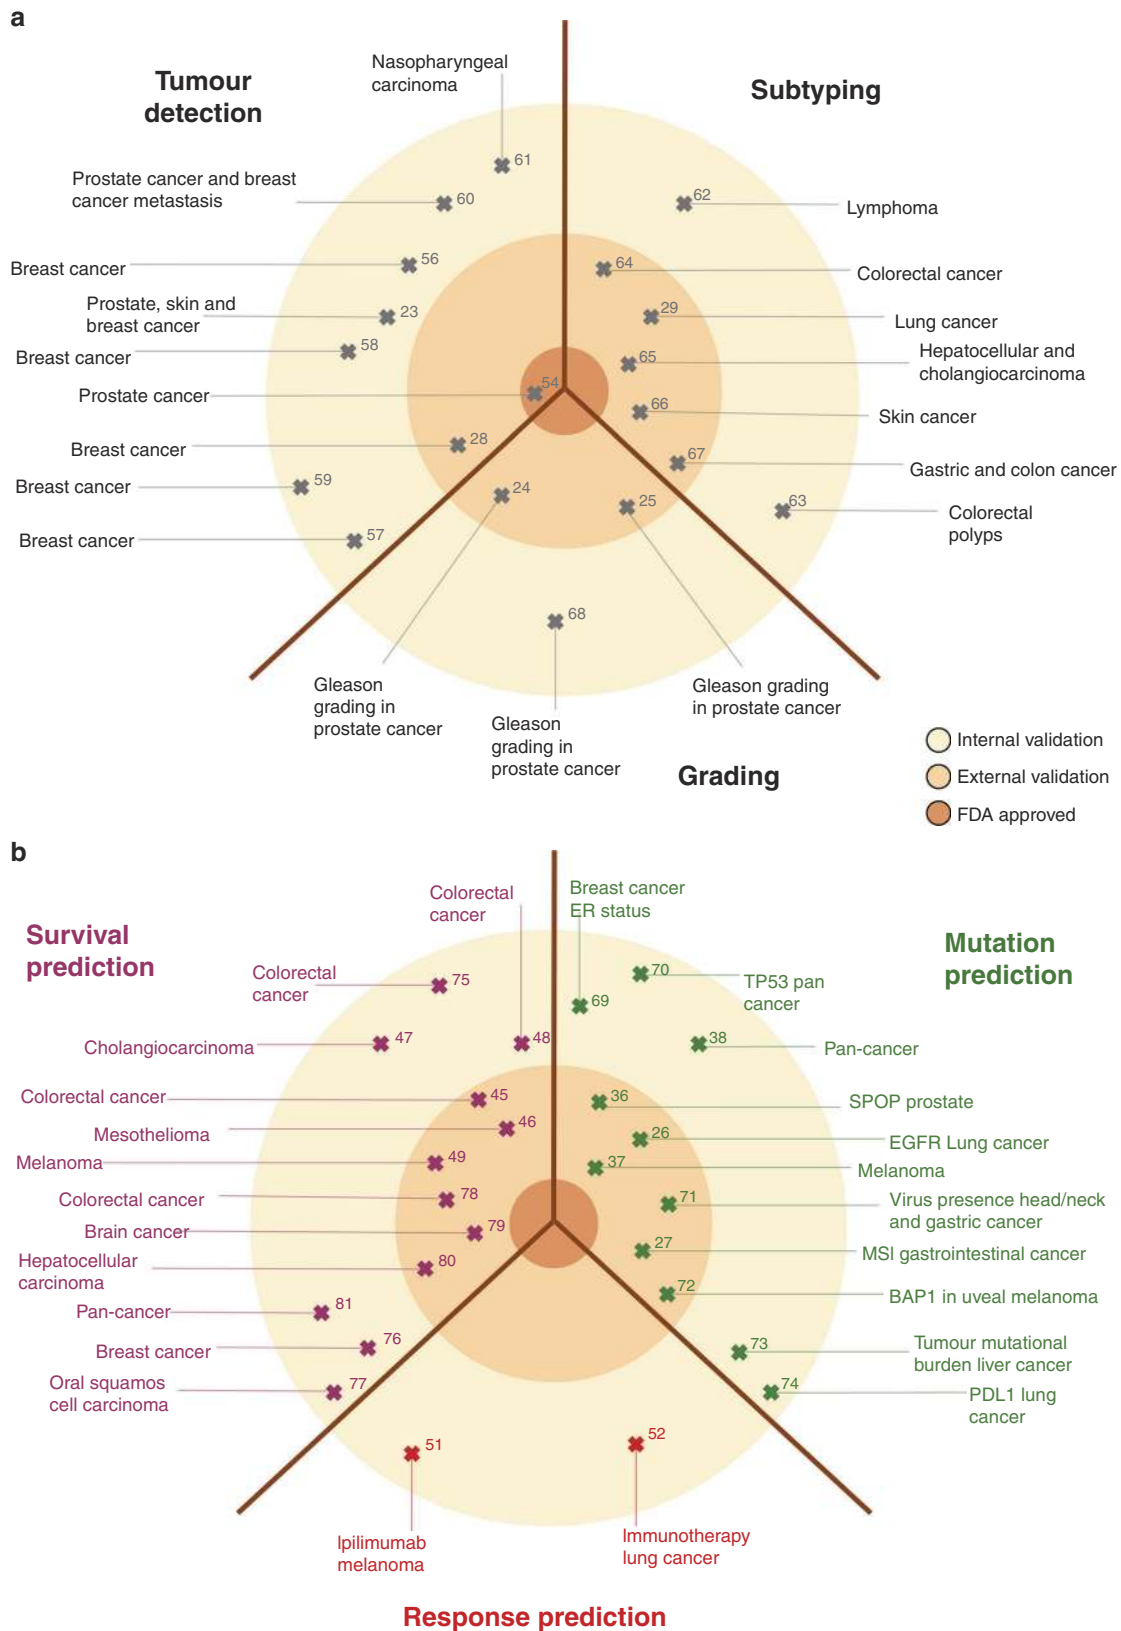 a
Tumour
detection
Nasopharyngeal
carcinoma
Subtyping
61
Prostate cancer and breast
cancer metastasis
60
62
Lymphoma
Breast cancer
56
64
Colorectal cancer
Prostate, skin and
breast cancer
23
29
Lung cancer
Breast cancer
58
65
Hepatocellular and
cholangiocarcinoma
Prostate cancer
54
66
Skin cancer
Breast cancer
28
67
Gastric and colon cancer
Breast cancer
59
24
25
63
Colorectal
polyps
Breast cancer
57
68
Gleason
grading in
prostate cancer
Gleason
grading in
prostate cancer
Gleason grading
in prostate cancer
Grading
Internal validation
External validation
FDA approved
b
Survival
prediction
Colorectal
cancer
Breast cancer
ER status
Mutation
prediction
Colorectal
cancer
75
70
TP53 pan
cancer
69
Cholangiocarcinoma
47
48
38
Pan-cancer
Colorectal cancer
45
36
SPOP prostate
Mesothelioma
46
26
EGFR Lung cancer
Melanoma
49
37
Melanoma
Colorectal cancer
78
71
Virus presence head/neck
and gastric cancer
Brain cancer
79
27
MSI gastrointestinal cancer
Hepatocellular
carcinoma
80
72
BAP1 in uveal melanoma
Pan-cancer
81
Breast cancer
76
73
Tumour mutational
burden liver cancer
Oral squamos
cell carcinoma
77
74
PDL1 lung
cancer
51
52
Ipilimumab
melanoma
Immunotherapy
lung cancer
Response prediction